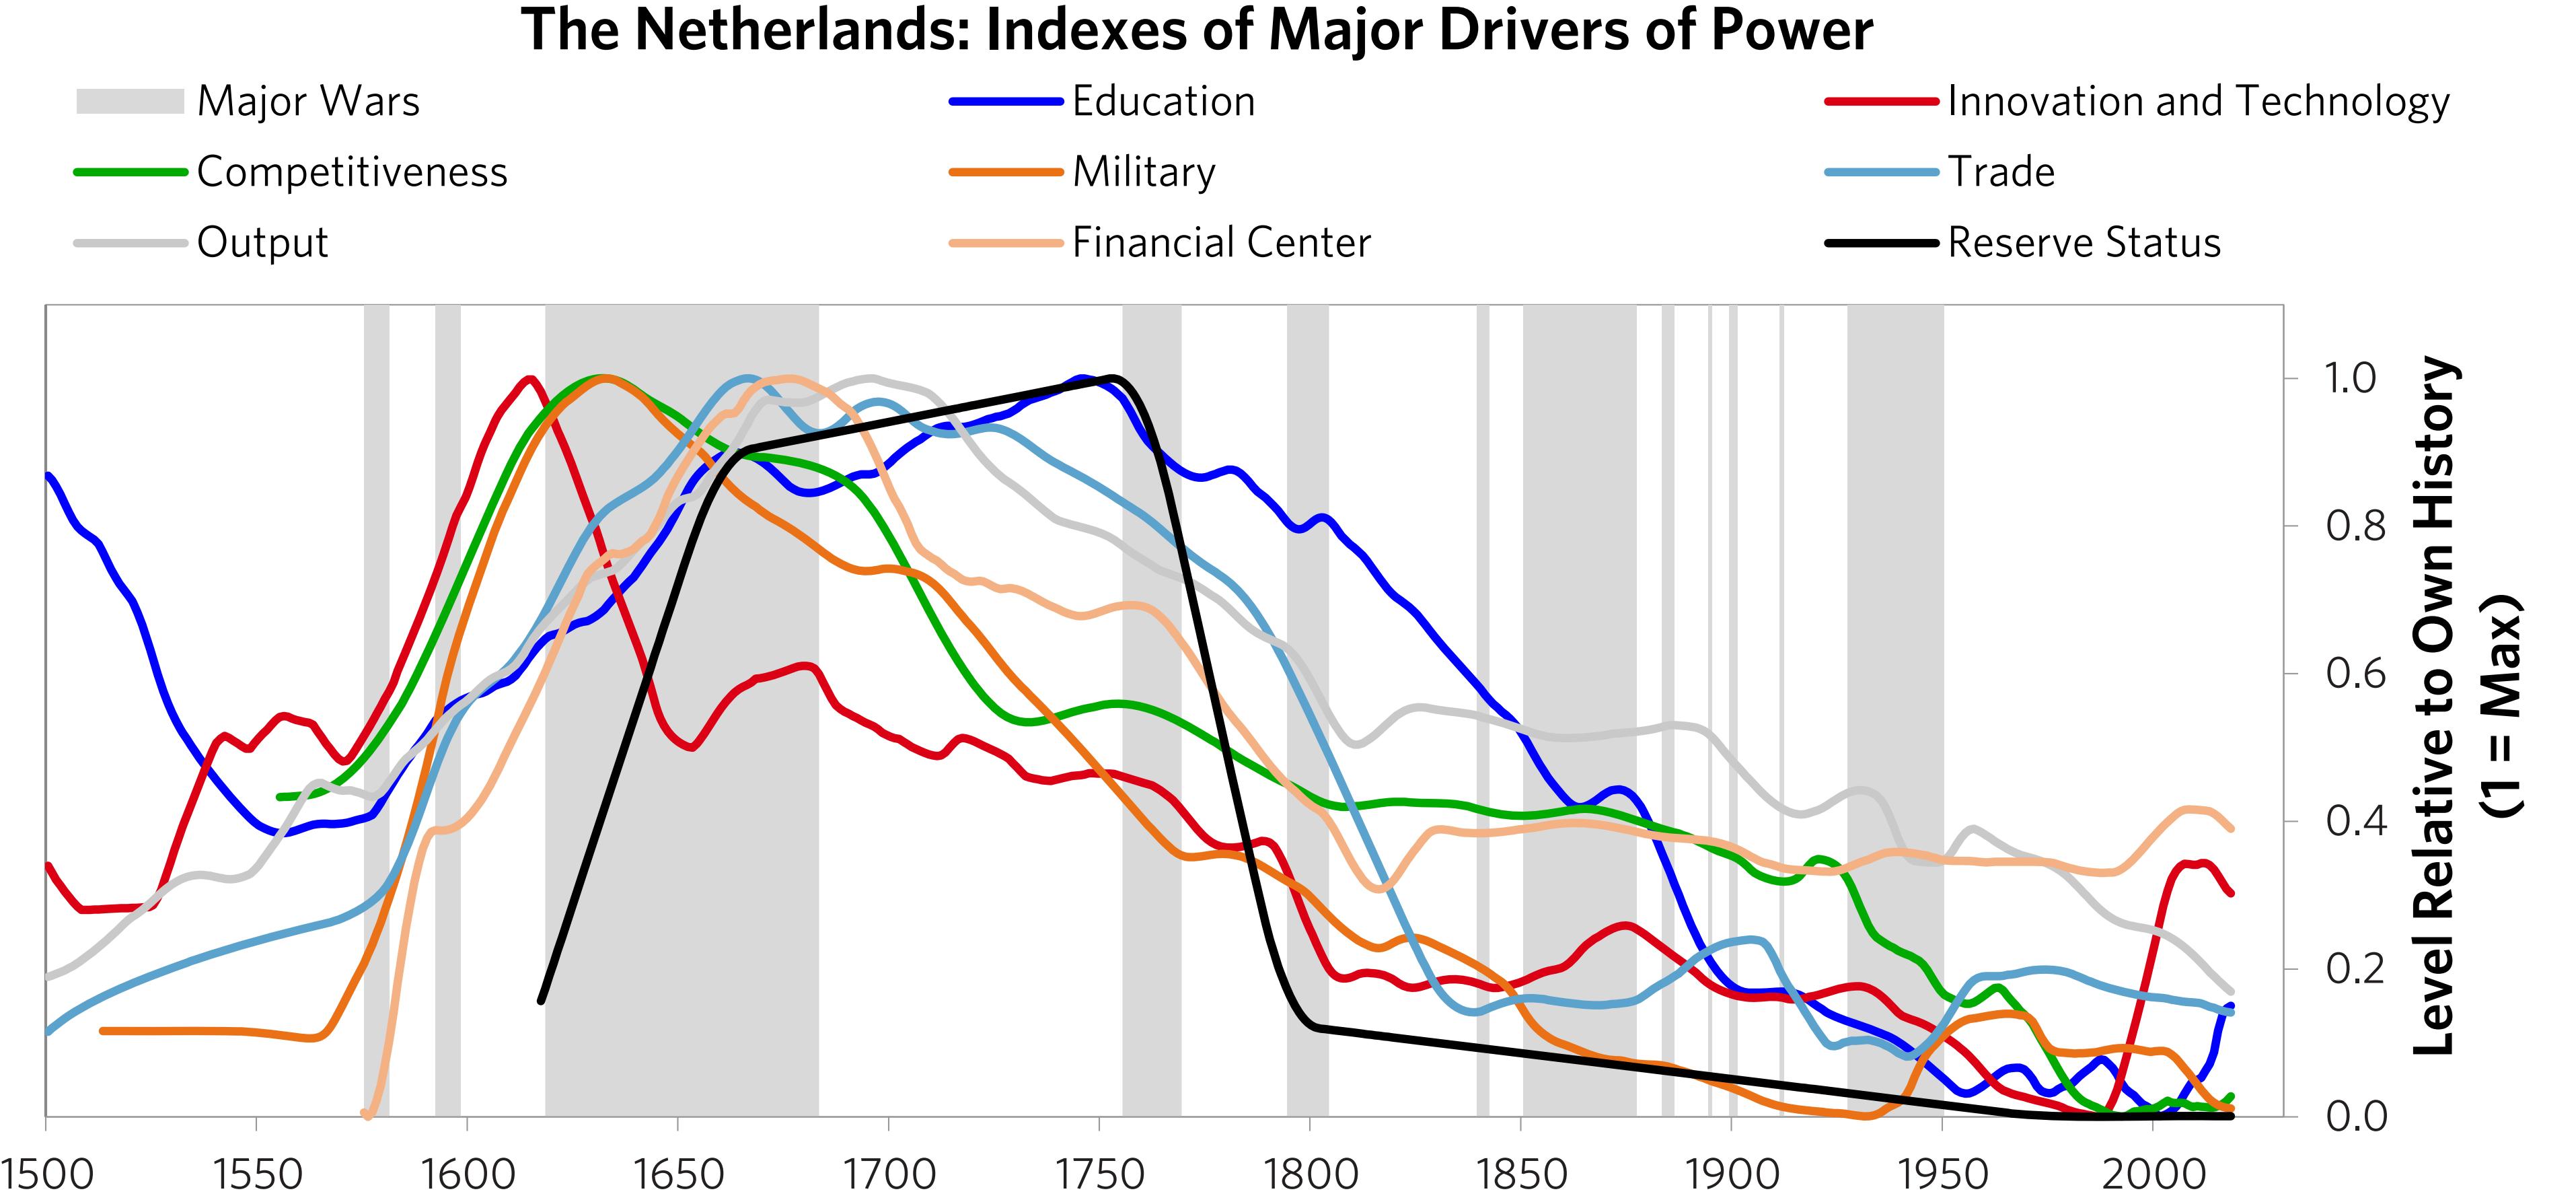 The Netherlands: Indexes of Major Drivers of Power
Major Wars
Education
Innovation and Technology
Competitiveness
Military
Trade
Output
Financial Center
Reserve Status
1.0
0.8
0.6
0.4
0.2
0.0
Level Relative to Own History
(1 = Max)
1500 1550 1600 1650 1700 1750 1800 1850 1900 1950 2000